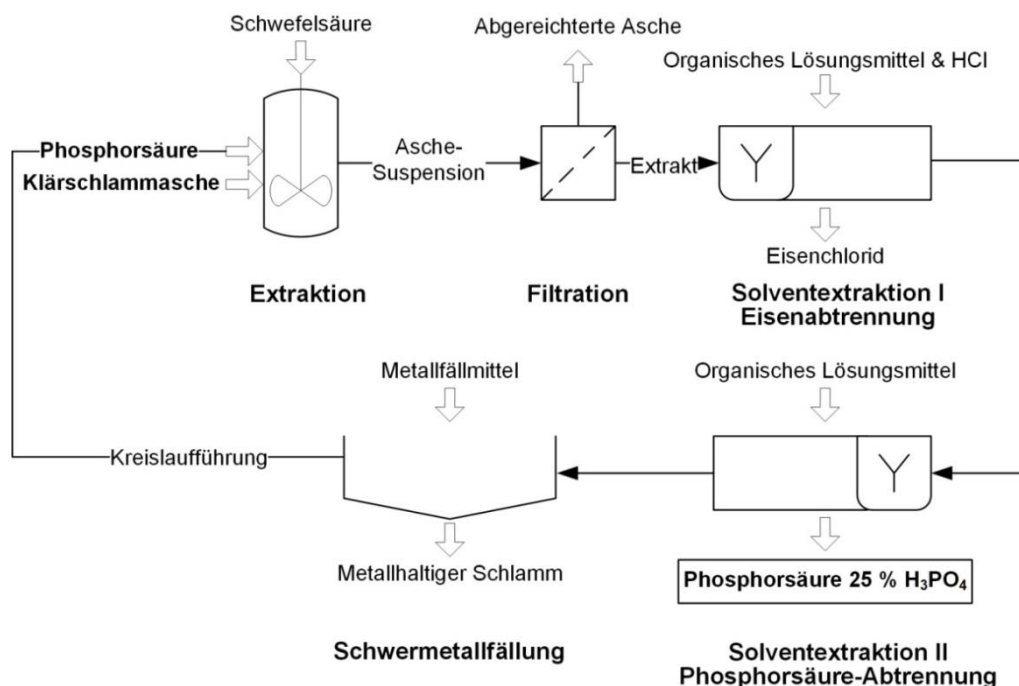 Schwefelsäure
Abgereicherte Asche
Organisches Lösungsmittel & HCl
Phosphorsäure
Klärschlammasche
Asche-
Suspension
Extrakt
Eisenchlorid
Extraktion
Filtration
Solventextraktion I
Eisenabtrennung
Metallfällmittel
Organisches Lösungsmittel
Kreislaufführung
Metallhaltiger Schlamm
Phosphorsäure 25 % H₃PO₄
Schwermetallfällung
Solventextraktion II
Phosphorsäure-Abtrennung